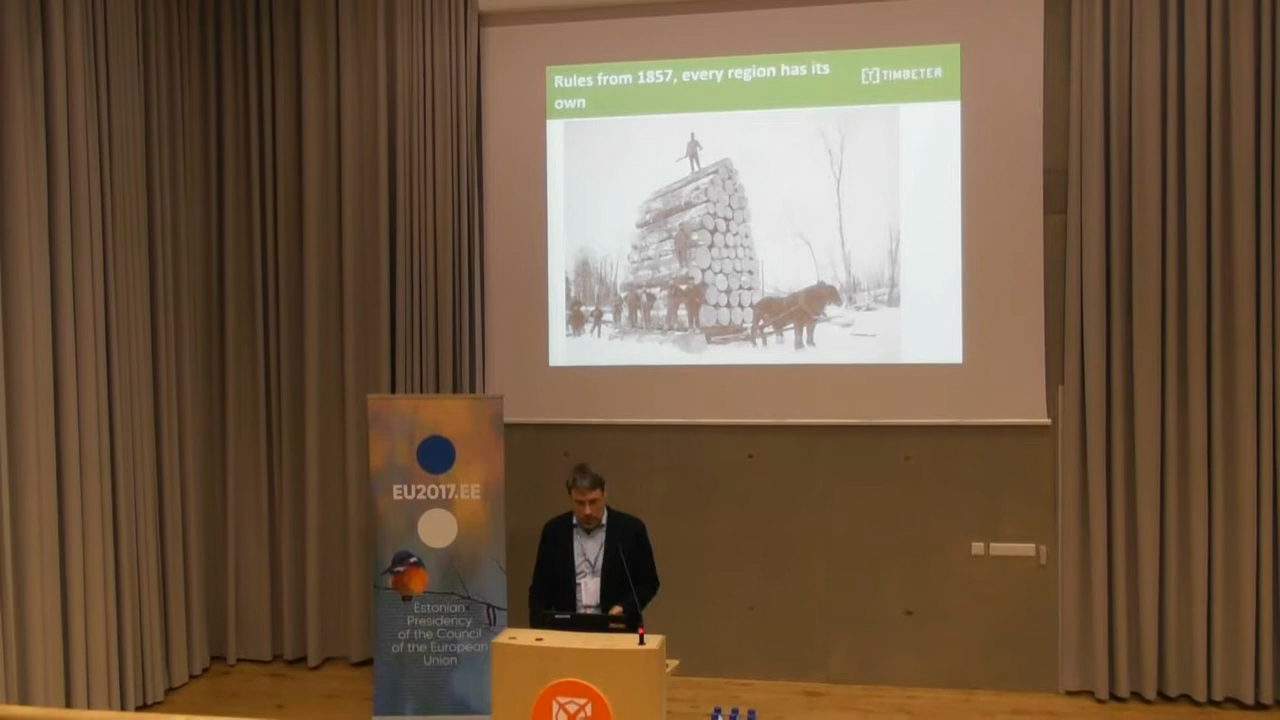 Rules from 1857, every region has its
own
TIMBETER
EU2017.EE
Estonian
Presidency
of the Council
of the European
Union